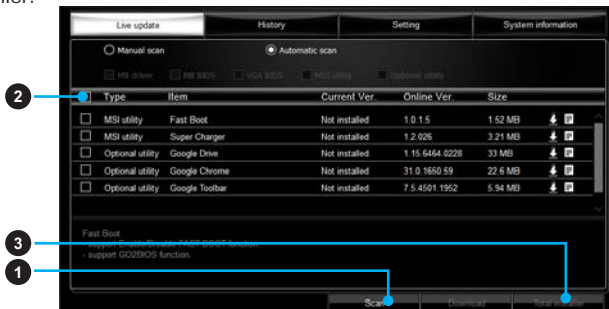 ller.
Live update History Setting System information
Manual scan Automatic scan
MB driver MB BIOS VGA BIOS MSI utility Optional utility
2
Type Item Current Ver. Online Ver. Size
MSI utility Fast Boot Not installed 1.0.1.5 1.52 MB
MSI utility Super Charger Not installed 1.2.026 3.21 MB
Optional utility Google Drive Not installed 1.15.6464.0228 33 MB
Optional utility Google Chrome Not installed 31.0.1650.59 22.6 MB
Optional utility Google Toolbar Not installed 7.5.4501.1952 5.94 MB
Fast Boot
- support Enable/Disable FAST BOOT function.
- support GO2BIOS function.
3
1
Scan Download Total Installer